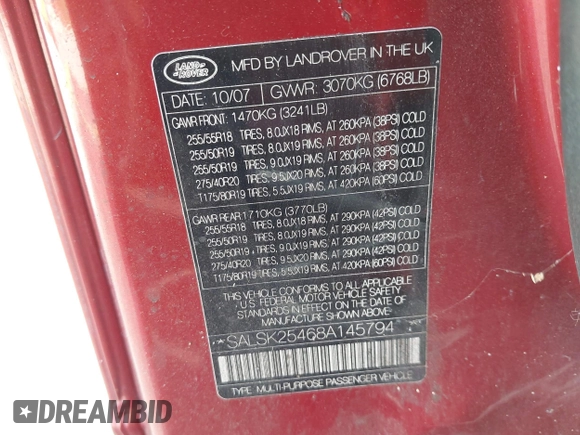 LAND
ROVER
MFD BY LANDROVER IN THE UK
DATE: 10/07 GVWR: 3070KG (6768LB)
GAWR FRONT: 1470KG (3241LB)
255/55R18 TIRES, 8.0JX18 RIMS, AT 260KPA (38PSI) COLD
255/50R19 TIRES, 8.0JX19 RIMS, AT 260KPA (38PSI) COLD
255/50R19 TIRES, 9.0JX19 RIMS, AT 260KPA (38PSI) COLD
275/40R20 TIRES, 9.5JX20 RIMS, AT 260KPA (38PSI) COLD
T175/80R19 TIRES, 5.5JX19 RIMS, AT 420KPA (60PSI) COLD
GAWR REAR 1710KG (3770LB)
255/55R18 TIRES, 8.0JX18 RIMS, AT 290KPA (42PSI) COLD
255/50R19 TIRES, 8.0JX19 RIMS, AT 290KPA (42PSI) COLD
255/50R19 TIRES, 9.0JX19 RIMS, AT 290KPA (42PSI) COLD
275/40R20 TIRES, 9.5JX20 RIMS, AT 290KPA (42PSI) COLD
T175/80R19 TIRES, 5.5JX19 RIMS, AT 420KPA (60PSI) COLD
THIS VEHICLE CONFORMS TO ALL APPLICABLE
U.S. FEDERAL MOTOR VEHICLE SAFETY
STANDARDS IN EFFECT ON THE DATE OF
MANUFACTURE SHOWN ABOVE
*SALSK25468A145794
TYPE: MULTI-PURPOSE PASSENGER VEHICLE
DREAMBID